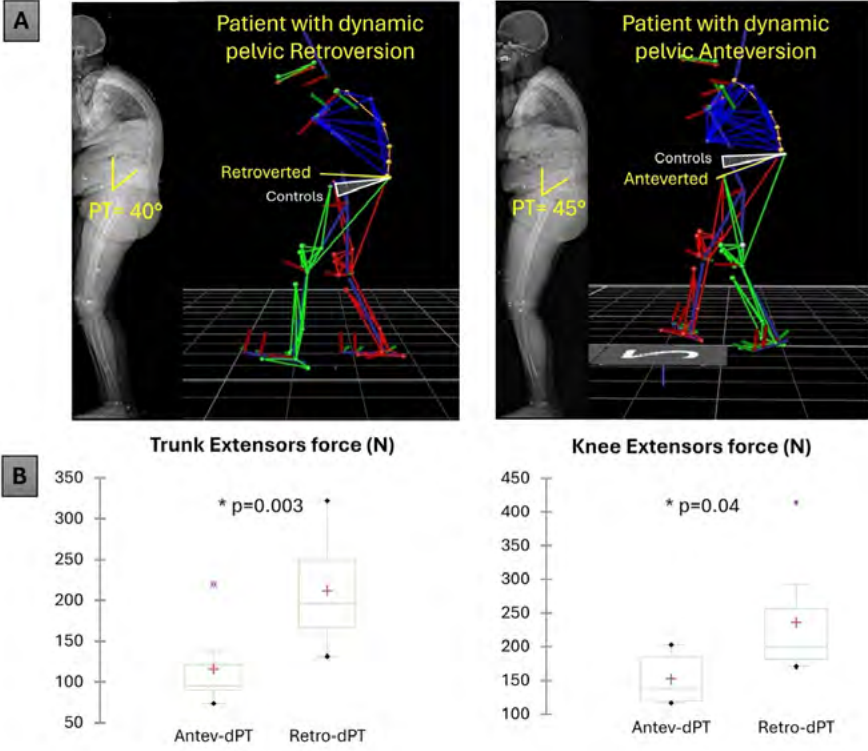 A
Patient with dynamic
pelvic Retroversion
Retroverted
Controls
PT= 40°
Patient with dynamic
pelvic Anteversion
Controls
Anteverted
PT= 45°
B
Trunk Extensors force (N)
350
300
250
200
150
100
50
* p=0.003
Antev-dPT
Retro-dPT
Knee Extensors force (N)
450
400
350
300
250
200
150
100
* p=0.04
Antev-dPT
Retro-dPT